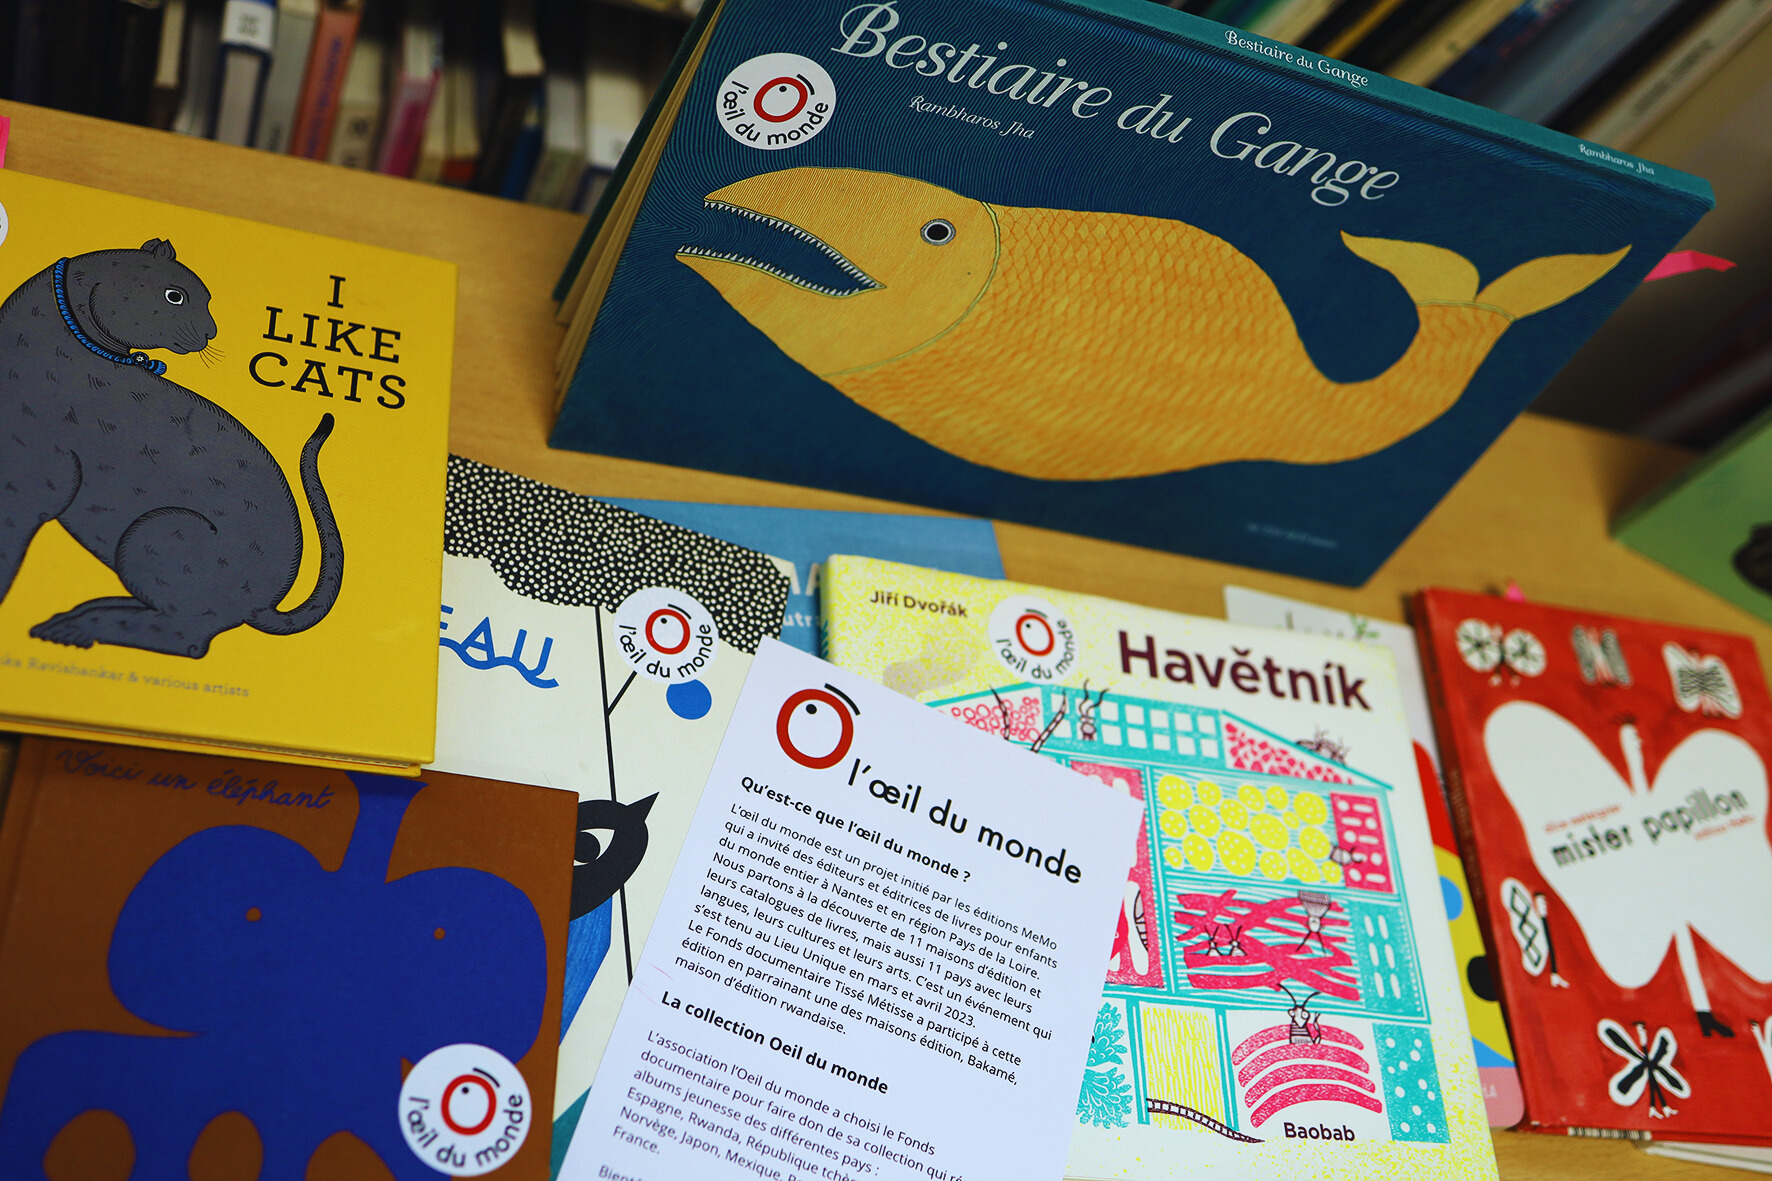 Bestiaire du Gange
Rambharos Jha
Bestiaire du Gange
Rambharos Jha
l'œil du monde
I
LIKE
CATS
Ravishankar & various artists
EAU
l'œil du monde
Jiří Dvořák
l'œil du monde
Havětník
Baobab
mister papillon
Voici un éléphant
l'œil du monde
l'œil du monde
Qu'est-ce que l'œil du monde ?
L'œil du monde est un projet initié par les éditions MeMo
qui a invité des éditeurs et éditrices de livres pour enfants
du monde entier à Nantes et en région Pays de la Loire.
Nous partons à la découverte de 11 maisons d'édition et
leurs catalogues de livres, mais aussi 11 pays avec leurs
langues, leurs cultures et leurs arts. C'est un événement qui
s'est tenu au Lieu Unique en mars et avril 2023.
Le Fonds documentaire Tissé Métisse a participé à cette
édition en parrainant une des maisons édition, Bakamé,
maison d'édition rwandaise.
La collection Oeil du monde
L'association l'Oeil du monde a choisi le Fonds
documentaire pour faire don de sa collection qui ré
albums jeunesse des différentes pays :
Espagne, Rwanda, République tchè
Norvège, Japon, Mexique,
France.